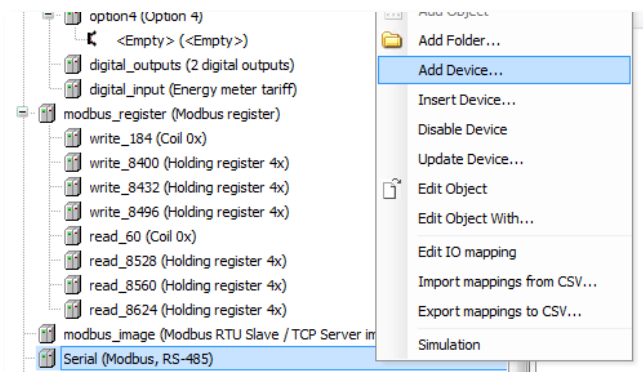 option4 (Option 4)
<Empty> (<Empty>)
digital_outputs (2 digital outputs)
digital_input (Energy meter tariff)
modbus_register (Modbus register)
write_184 (Coil 0x)
write_8400 (Holding register 4x)
write_8432 (Holding register 4x)
write_8496 (Holding register 4x)
read_60 (Coil 0x)
read_8528 (Holding register 4x)
read_8560 (Holding register 4x)
read_8624 (Holding register 4x)
modbus_image (Modbus RTU Slave / TCP Server im
Serial (Modbus, RS-485)
Add Object
Add Folder...
Add Device...
Insert Device...
Disable Device
Update Device...
Edit Object
Edit Object With...
Edit IO mapping
Import mappings from CSV...
Export mappings to CSV...
Simulation